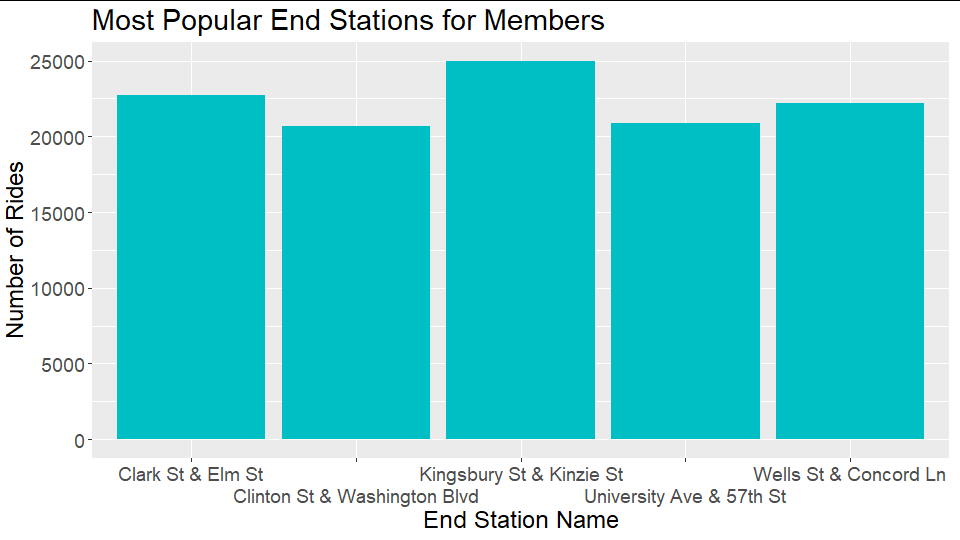 Most Popular End Stations for Members
Number of Rides
25000
20000
15000
10000
5000
0
Clark St & Elm St
Clinton St & Washington Blvd
Kingsbury St & Kinzie St
University Ave & 57th St
Wells St & Concord Ln
End Station Name